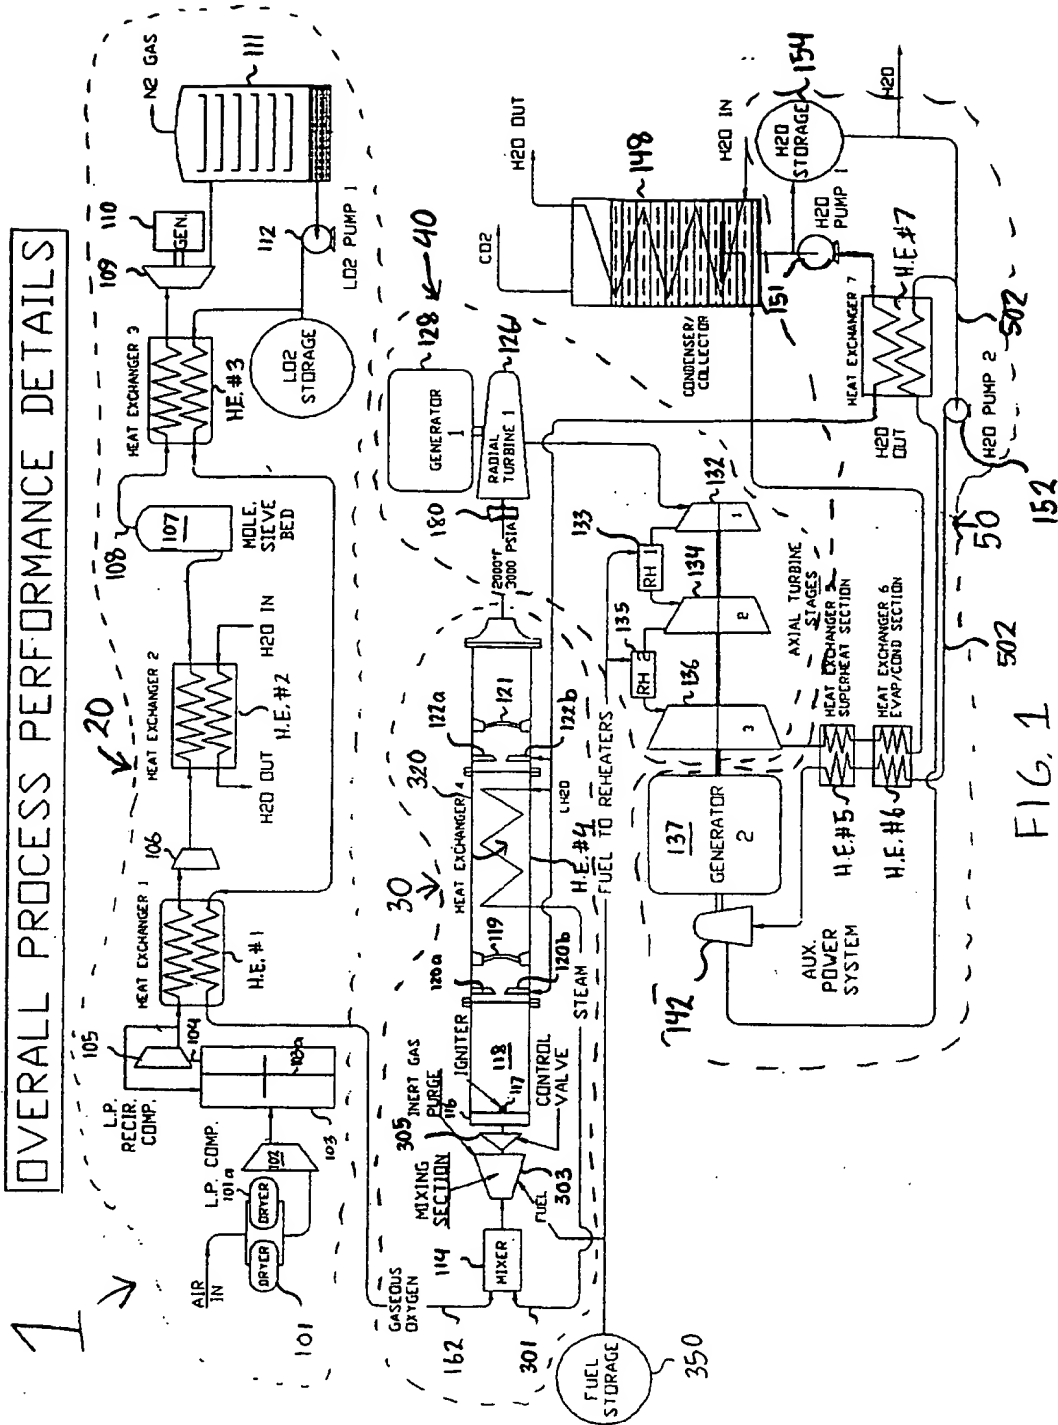 OVERALL PROCESS PERFORMANCE DETAILS
1
20
AIR
IN
DRYER
DRYER
101
101a
L.P. COMP.
102
103
103a
104
105
L.P.
RECIR.
COMP.
HEAT EXCHANGER 1
H.E. #1
106
HEAT EXCHANGER 2
H.E. #2
H2O OUT
H2O IN
107
108
MOLE.
SIEVE
BED
HEAT EXCHANGER 3
H.E. #3
109
GEN.
110
N2 GAS
111
112
LO2 PUMP 1
LO2
STORAGE
GASEOUS
OXYGEN
162
301
114
MIXER
MIXING
SECTION
FUEL
303
305
INERT GAS
PURGE
116
IGNITER
117
118
CONTROL
VALVE
30
120a
120b
119
HEAT EXCHANGER 4
320
H.E. #4
LH2O
STEAM
122a
122b
121
2000°F
3000 PSIA
180
RADIAL
TURBINE 1
126
GENERATOR
1
128
40
FUEL
STORAGE
350
FUEL TO REHEATERS
RH 1
133
RH 2
135
1
132
2
134
3
136
AXIAL TURBINE
STAGES
GENERATOR
2
137
142
AUX.
POWER
SYSTEM
HEAT EXCHANGER 5
SUPERHEAT SECTION
H.E. #5
HEAT EXCHANGER 6
EVAP/COND SECTION
H.E. #6
CO2
H2O OUT
148
CONDENSER/
COLLECTOR
H2O IN
H2O
STORAGE
154
H2O
151
H2O
PUMP 1
HEAT EXCHANGER 7
H.E. #7
H2O
OUT
H2O PUMP 2
152
502
502
50
FIG. 1